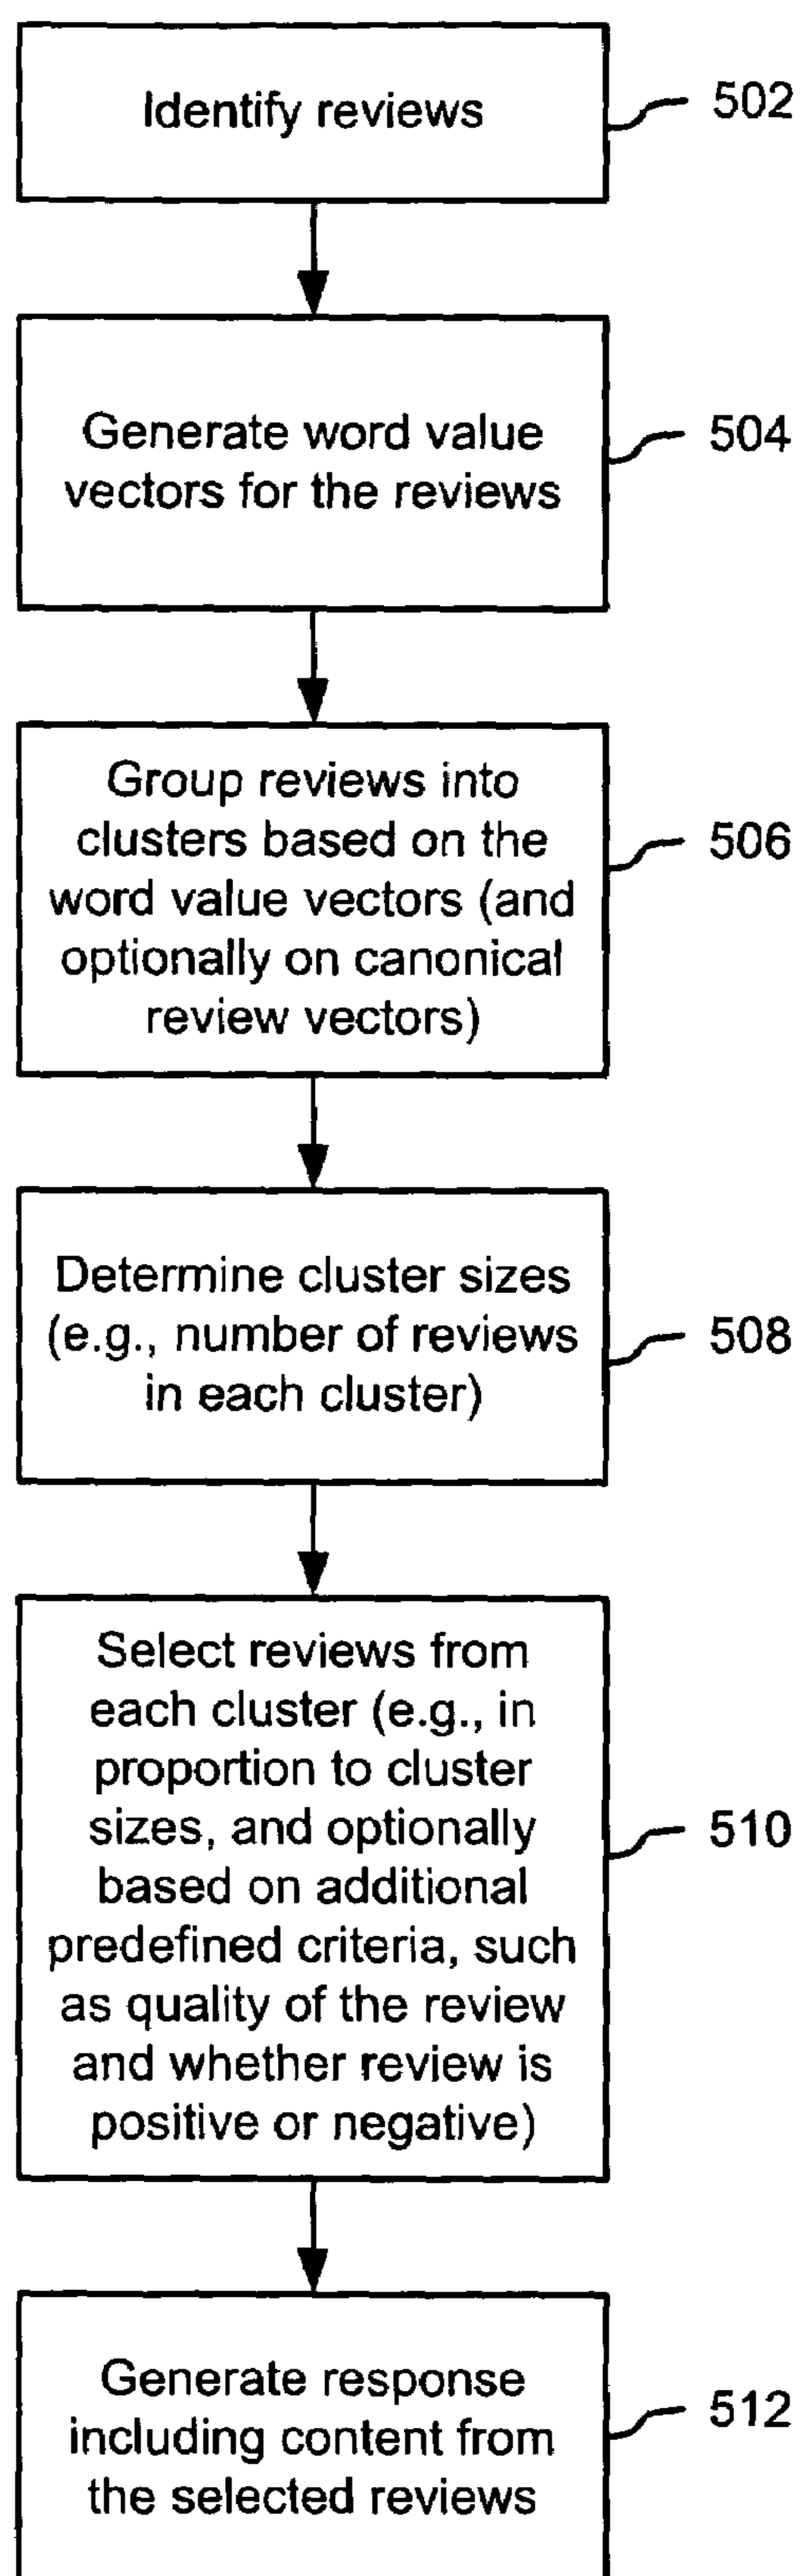 Identify reviews
502
Generate word value
vectors for the reviews
504
Group reviews into
clusters based on the
word value vectors (and
optionally on canonical
review vectors)
506
Determine cluster sizes
(e.g., number of reviews
in each cluster)
508
Select reviews from
each cluster (e.g., in
proportion to cluster
sizes, and optionally
based on additional
predefined criteria, such
as quality of the review
and whether review is
positive or negative)
510
Generate response
including content from
the selected reviews
512